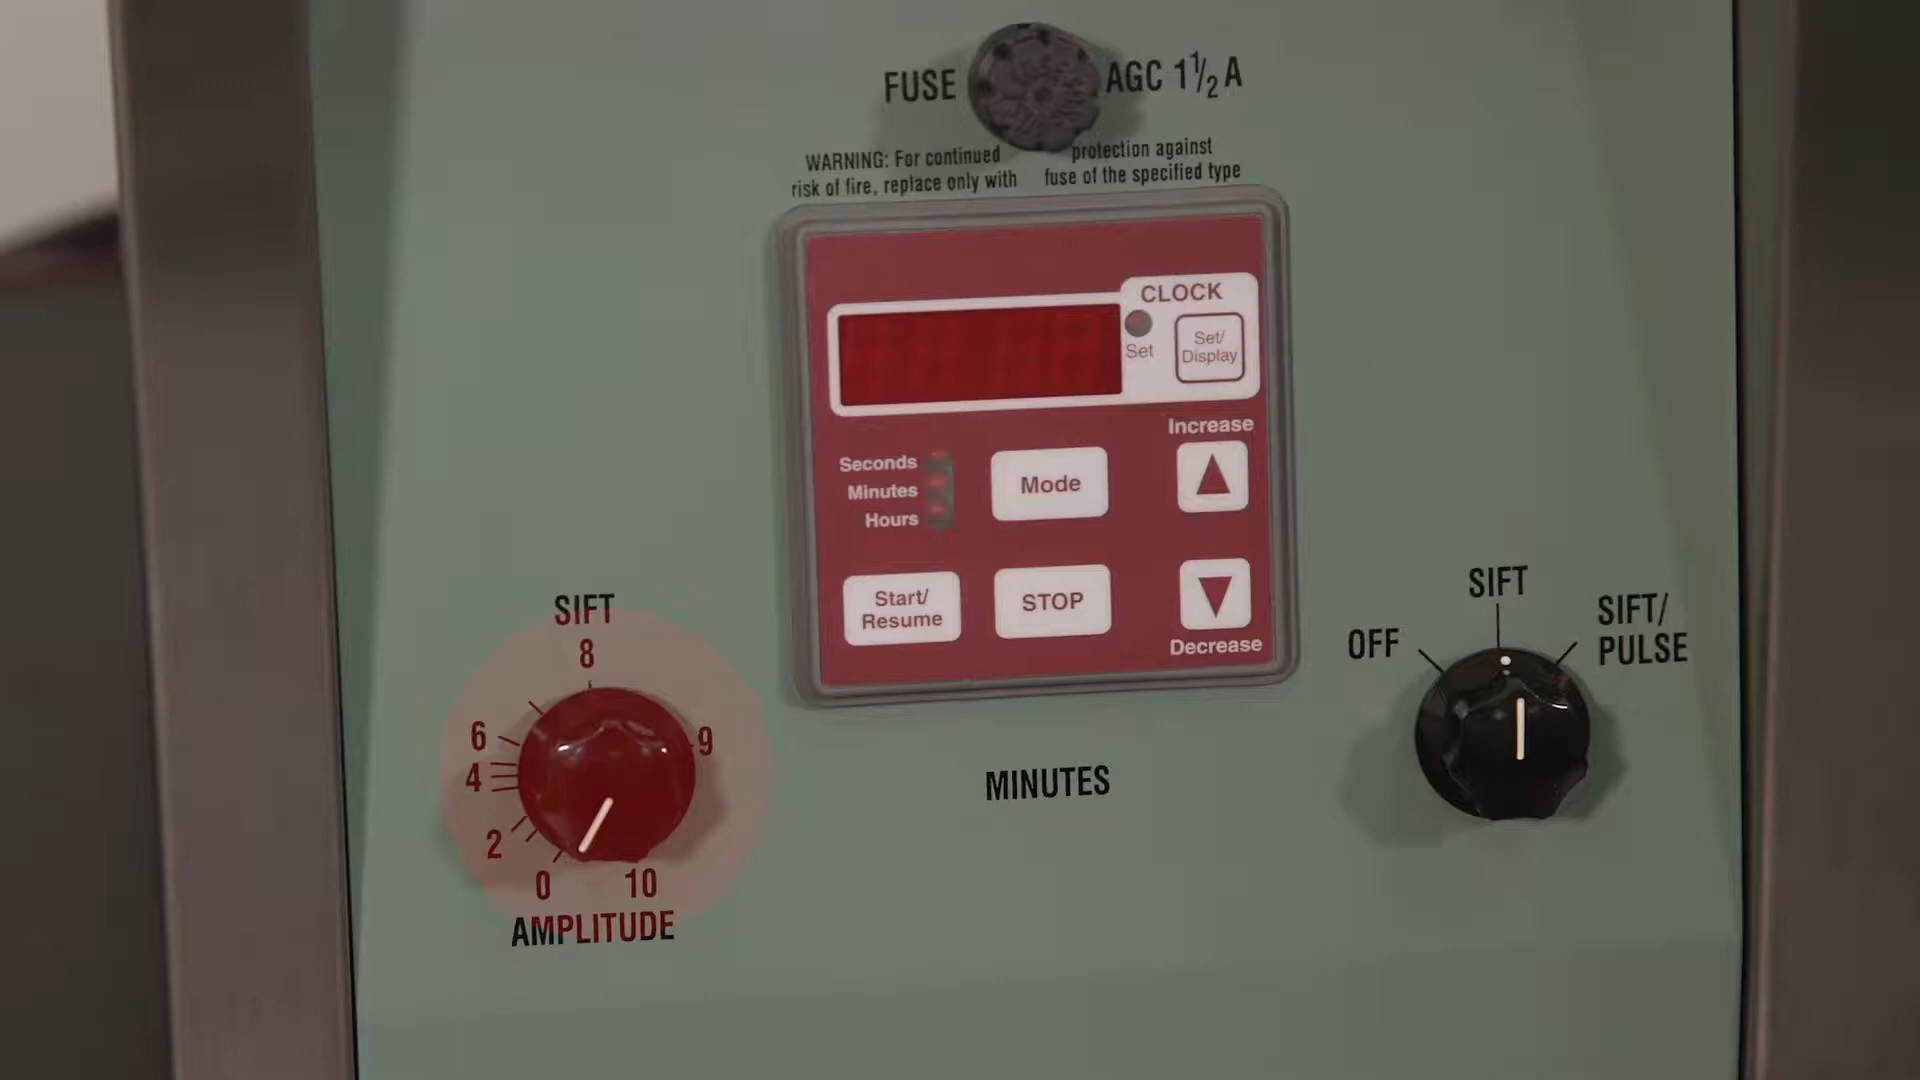 FUSE AGC 1 1/2 A
WARNING: For continued protection against
risk of fire, replace only with fuse of the specified type
CLOCK
Set
Set/
Display
Increase
Seconds
Minutes
Hours
Mode
Start/
Resume
STOP
Decrease
SIFT
8
6
9
4
2
0
10
AMPLITUDE
MINUTES
OFF
SIFT
SIFT/
PULSE